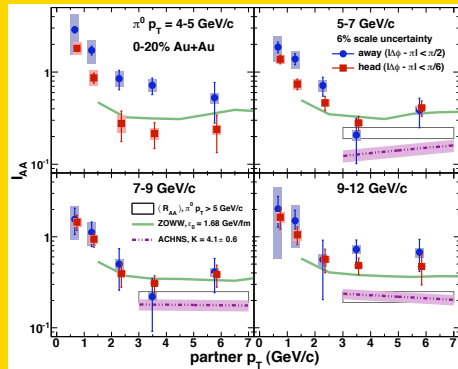 π⁰ p_T = 4-5 GeV/c
0-20% Au+Au
5-7 GeV/c
6% scale uncertainty
away (|Δϕ - π| < π/2)
head (|Δϕ - π| < π/6)
1
10⁻¹
I_AA
7-9 GeV/c
⟨R_AA⟩, π⁰ p_T > 5 GeV/c
ZOWW, ε₀ = 1.68 GeV/fm
ACHNS, K = 4.1 ± 0.6
9-12 GeV/c
1
10⁻¹
0 1 2 3 4 5 6 7 0 1 2 3 4 5 6 7
partner p_T (GeV/c)